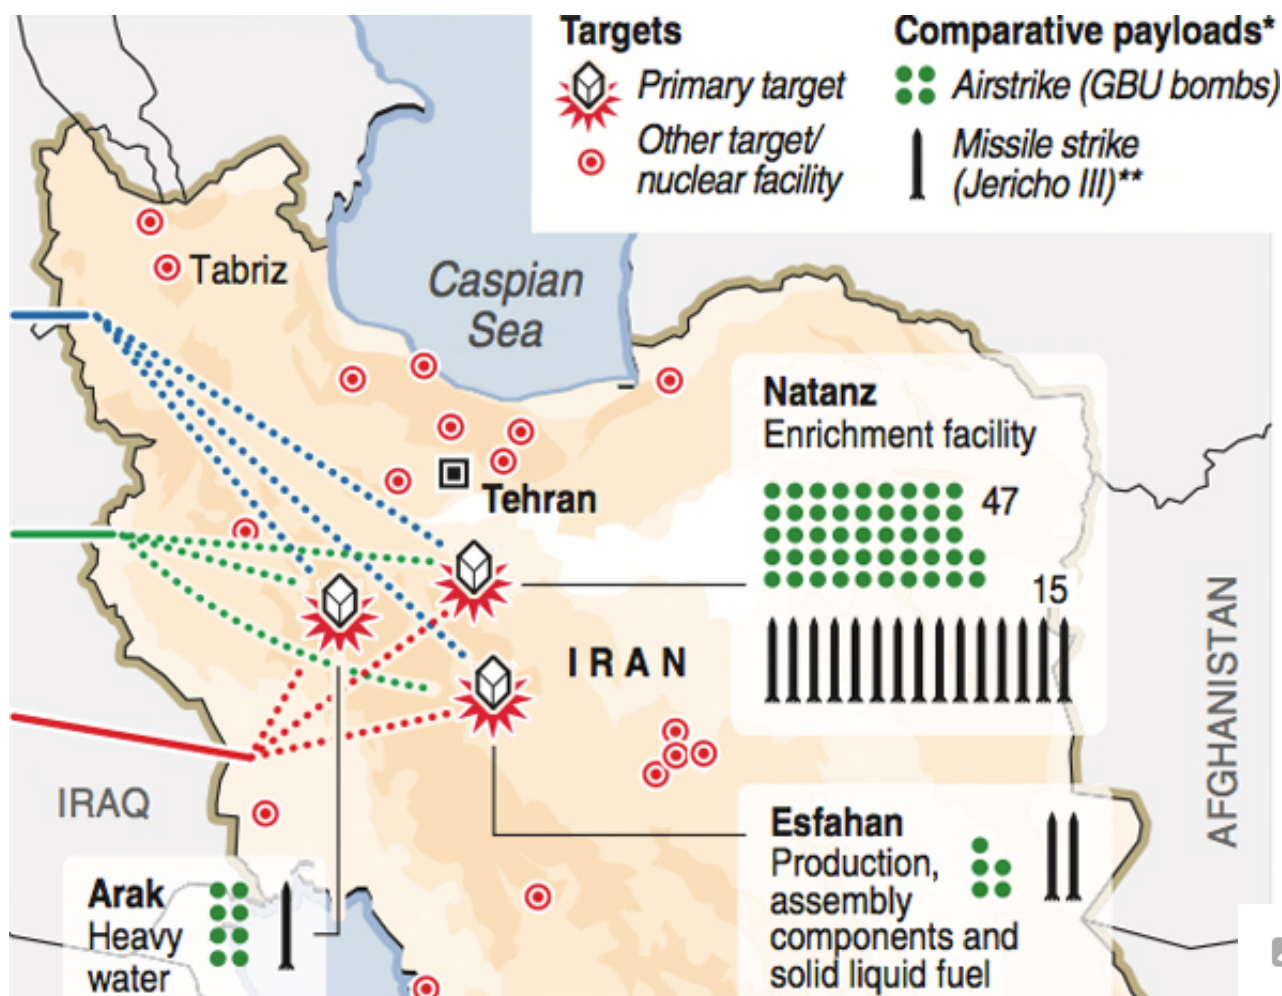 Targets
Primary target
Other target/
nuclear facility
Comparative payloads*
Airstrike (GBU bombs)
Missile strike
(Jericho III)**
Tabriz
Caspian
Sea
Tehran
Natanz
Enrichment facility
47
15
IRAN
AFGHANISTAN
IRAQ
Esfahan
Production,
assembly
components and
solid liquid fuel
Arak
Heavy
water